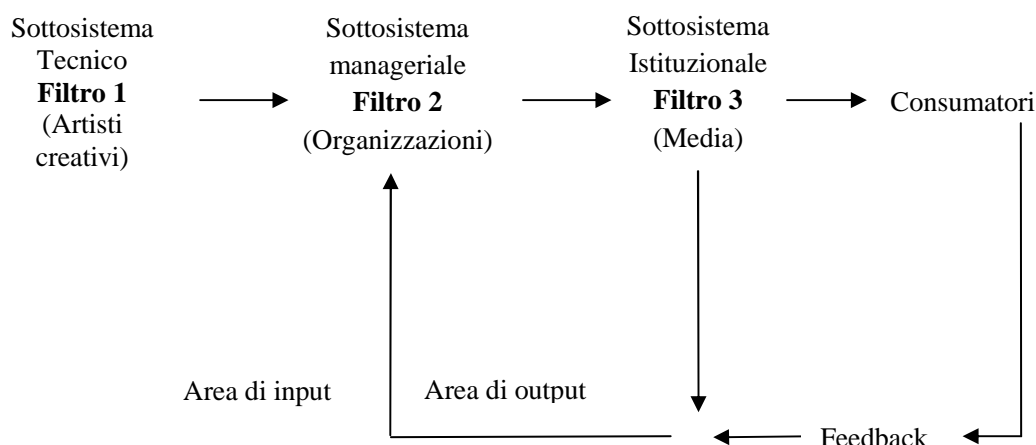 Sottosistema
Tecnico
Filtro 1
(Artisti
creativi)
Sottosistema
manageriale
Filtro 2
(Organizzazioni)
Sottosistema
Istituzionale
Filtro 3
(Media)
Consumatori
Area di input
Area di output
Feedback